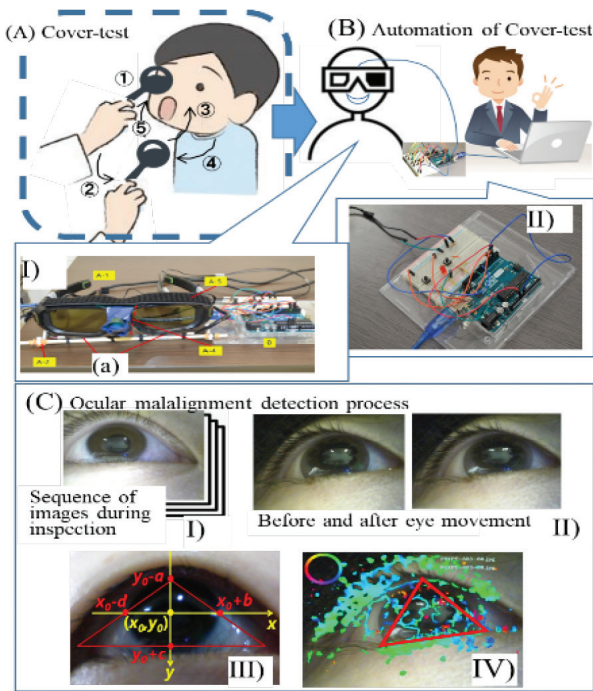 (A) Cover-test
①
③
⑤
④
②
(B) Automation of Cover-test
II)
I)
A-1
A-3
A-2
A-4
B
(a)
(C) Ocular malalignment detection process
Sequence of
images during
inspection
I)
Before and after eye movement
II)
y₀-a
x₀-d
x₀+b
(x₀,y₀)
x
y₀+c
y
III)
IV)